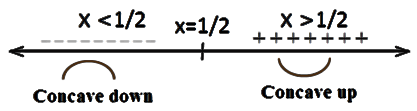 x < 1/2 x=1/2 x > 1/2
- - - - - - - - - + + + + + + +
Concave down Concave up